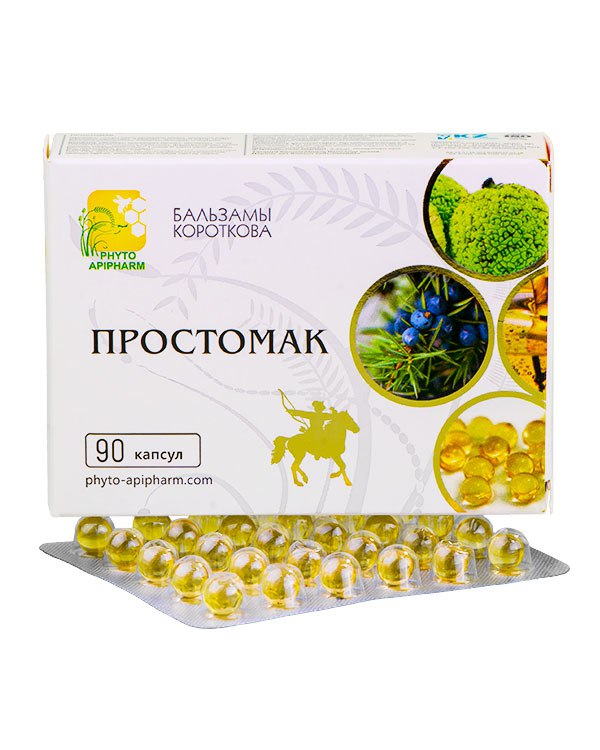 PHYTO
APIPHARM
БАЛЬЗАМЫ
КОРОТКОВА
ПРОСТОМАК
90 капсул
phyto-apipharm.com